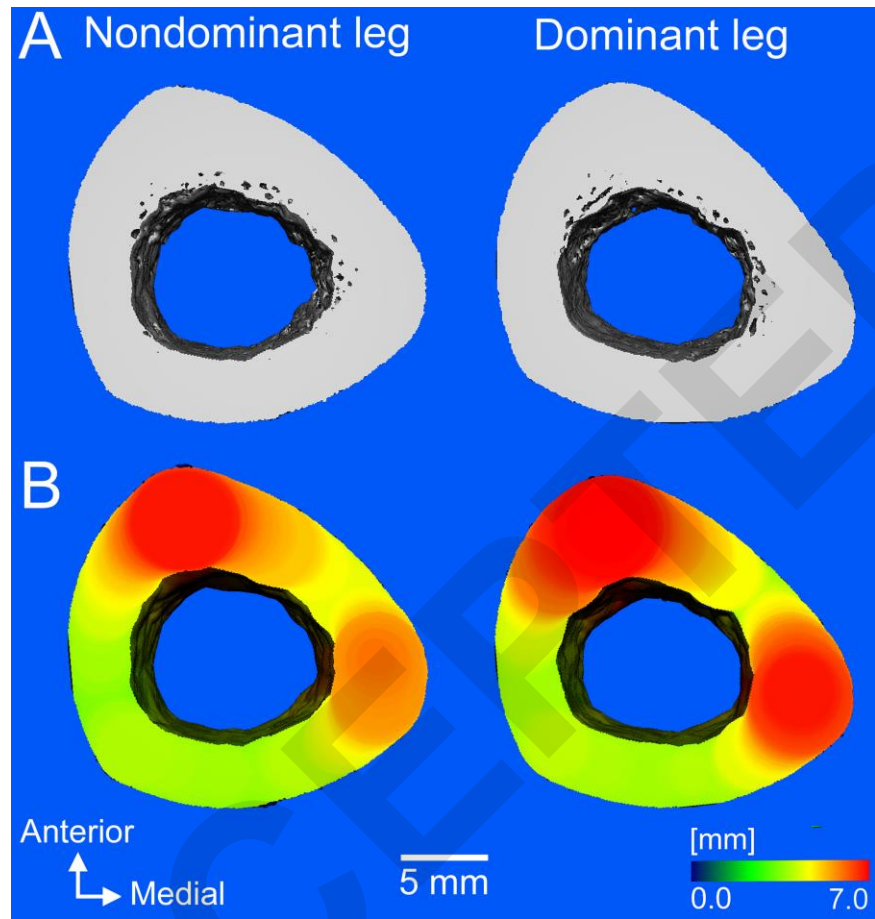 A
Nondominant leg
Dominant leg
B
Anterior
Medial
5 mm
[mm]
0.0
7.0